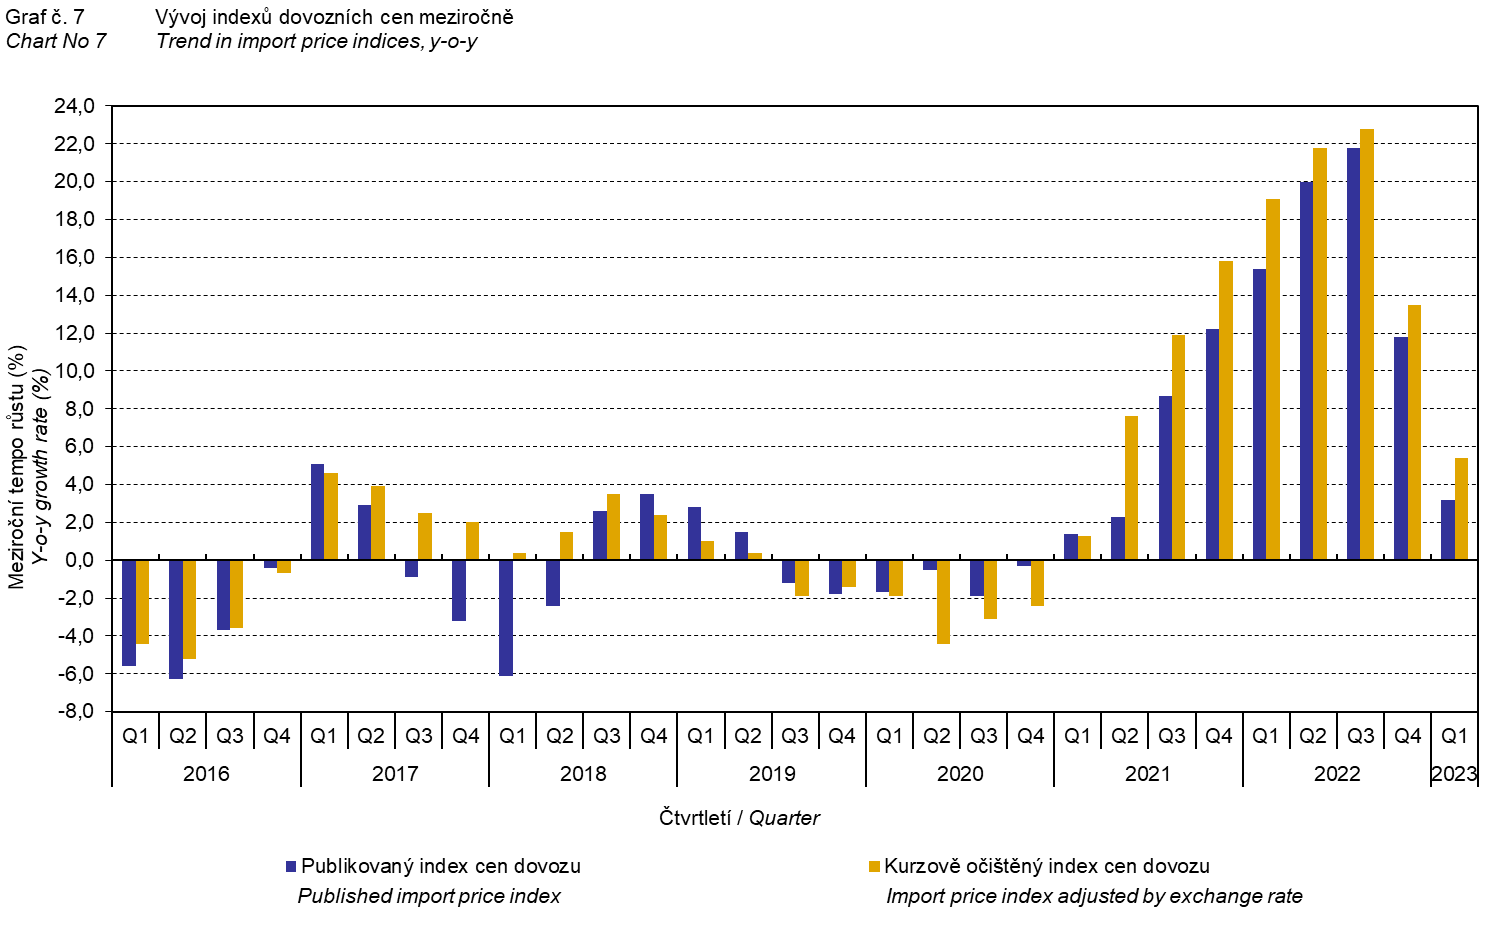 Graf č. 7 Vývoj indexů dovozních cen meziročně
Chart No 7 Trend in import price indices, y-o-y
Meziroční tempo růstu (%)
Y-o-y growth rate (%)
24,0
22,0
20,0
18,0
16,0
14,0
12,0
10,0
8,0
6,0
4,0
2,0
0,0
-2,0
-4,0
-6,0
-8,0
Q1 Q2 Q3 Q4 Q1 Q2 Q3 Q4 Q1 Q2 Q3 Q4 Q1 Q2 Q3 Q4 Q1 Q2 Q3 Q4 Q1 Q2 Q3 Q4 Q1 Q2 Q3 Q4 Q1
2016 2017 2018 2019 2020 2021 2022 2023
Čtvrtletí / Quarter
Publikovaný index cen dovozu
Published import price index
Kurzově očištěný index cen dovozu
Import price index adjusted by exchange rate